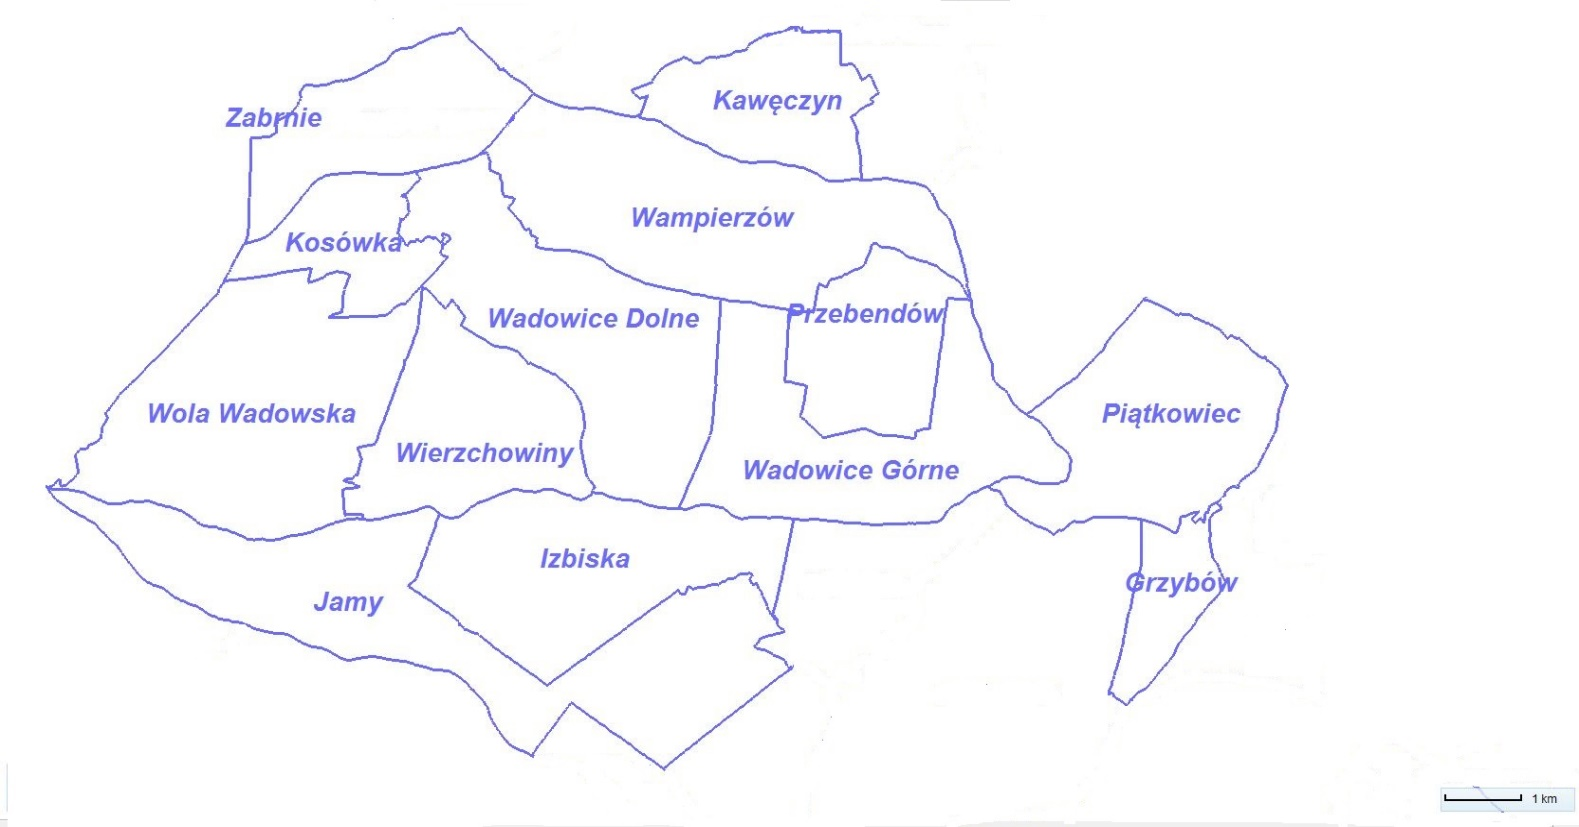 Kawęczyn
Zabrnie
Wampierzów
Kosówka
Przebendów
Wadowice Dolne
Wola Wadowska
Piątkowiec
Wierzchowiny
Wadowice Górne
Izbiska
Grzybów
Jamy
1 km